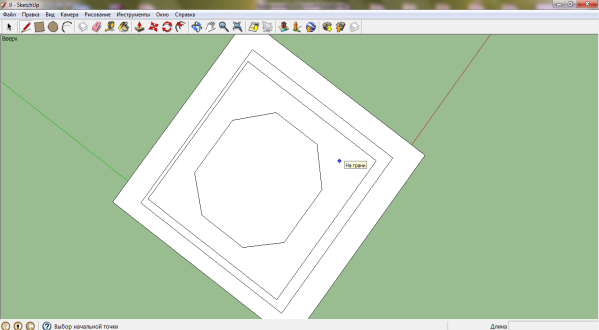 II - SketchUp
Файл Правка Вид Камера Рисование Инструменты Окно Справка
Вверх
На грани
Выбор начальной точки
Длина